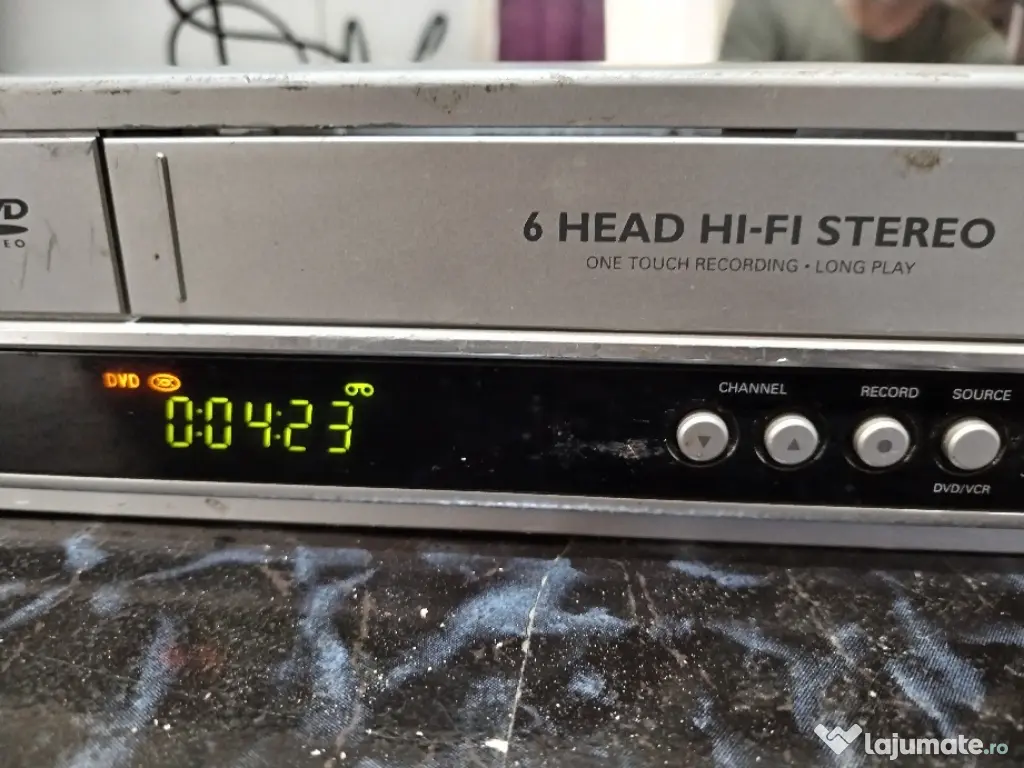 6 HEAD HI-FI STEREO
ONE TOUCH RECORDING • LONG PLAY
DVD
0:04:23
CHANNEL
RECORD
SOURCE
DVD/VCR
lajumate.ro